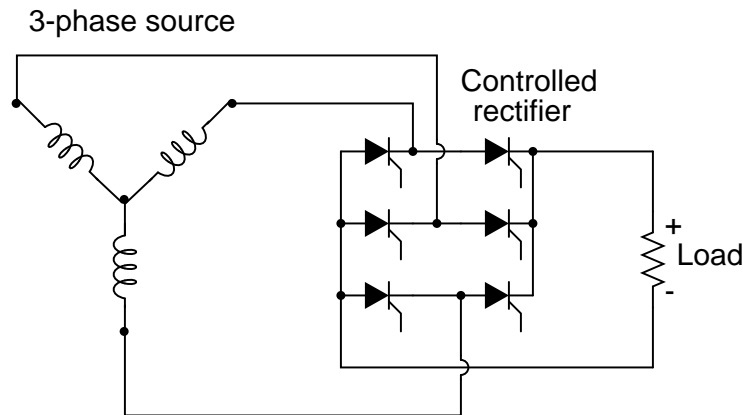 3-phase source
Controlled
rectifier
+
Load
-